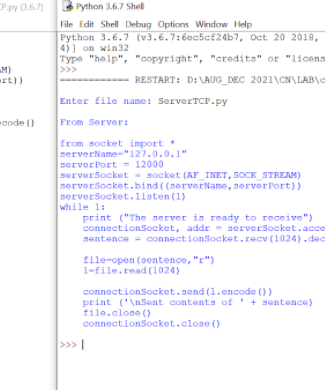 CP.py (3.6.7)
Python 3.6.7 Shell
File Edit Shell Debug Options Window Help
Python 3.6.7 (v3.6.7:6ec5cf24b7, Oct 20 2018,
4)] on win32
Type "help", "copyright", "credits" or "licens
>>>
============ RESTART: D:\AUG_DEC 2021\CN\LAB\c
AM)
ort))
Enter file name: ServerTCP.py
ecode()
From Server:
from socket import *
serverName="127.0.0.1"
serverPort = 12000
serverSocket = socket(AF_INET,SOCK_STREAM)
serverSocket.bind((serverName,serverPort))
serverSocket.listen(1)
while 1:
print ("The server is ready to receive")
connectionSocket, addr = serverSocket.acce
sentence = connectionSocket.recv(1024).dec
file=open(sentence,"r")
l=file.read(1024)
connectionSocket.send(l.encode())
print ('\nSent contents of ' + sentence)
file.close()
connectionSocket.close()
>>>